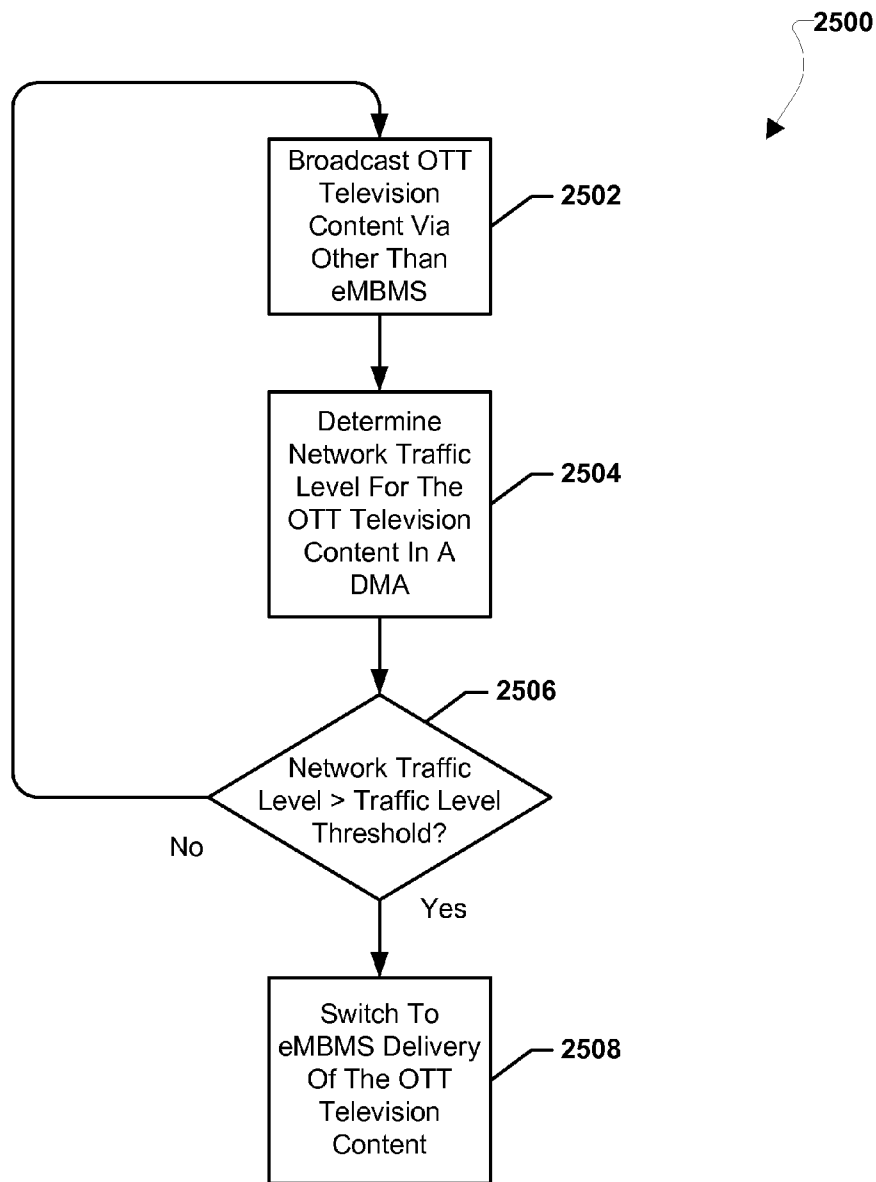 2500
Broadcast OTT
Television
Content Via
Other Than
eMBMS
2502
Determine
Network Traffic
Level For The
OTT Television
Content In A
DMA
2504
2506
Network Traffic
Level > Traffic Level
Threshold?
No
Yes
Switch To
eMBMS Delivery
Of The OTT
Television
Content
2508